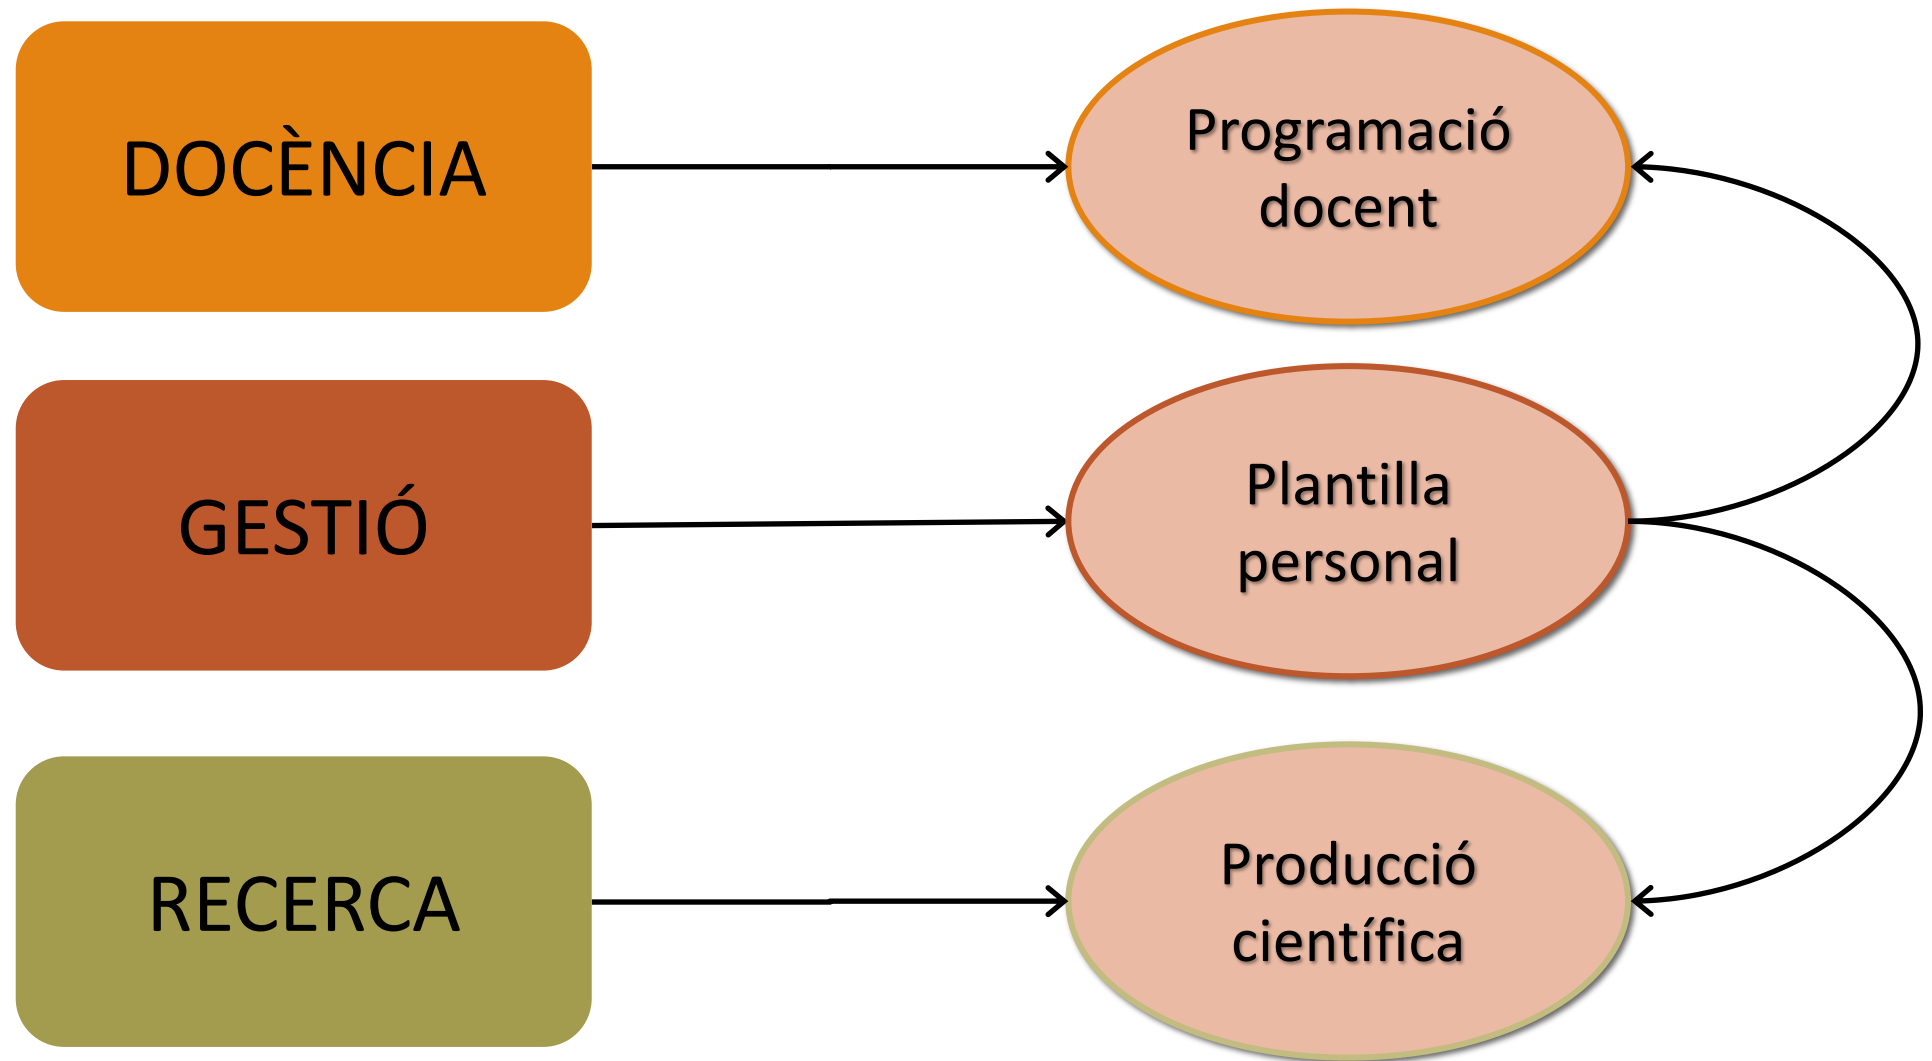 DOCÈNCIA
Programació
docent
GESTIÓ
Plantilla
personal
RECERCA
Producció
científica